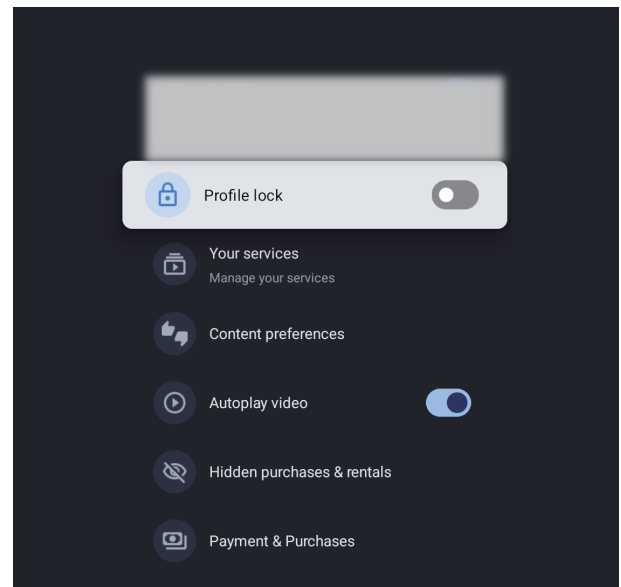 Profile lock
Your services
Manage your services
Content preferences
Autoplay video
Hidden purchases & rentals
Payment & Purchases